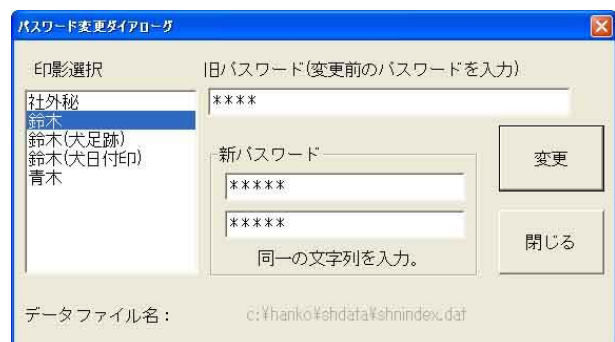 パスワード変更ダイアローグ
印影選択
旧パスワード(変更前のパスワードを入力)
社外秘
鈴木
鈴木(犬足跡)
鈴木(犬日付印)
青木
****
新パスワード
*****
*****
同一の文字列を入力。
変更
閉じる
データファイル名：
c:¥hanko¥shdata¥shnindex.dat